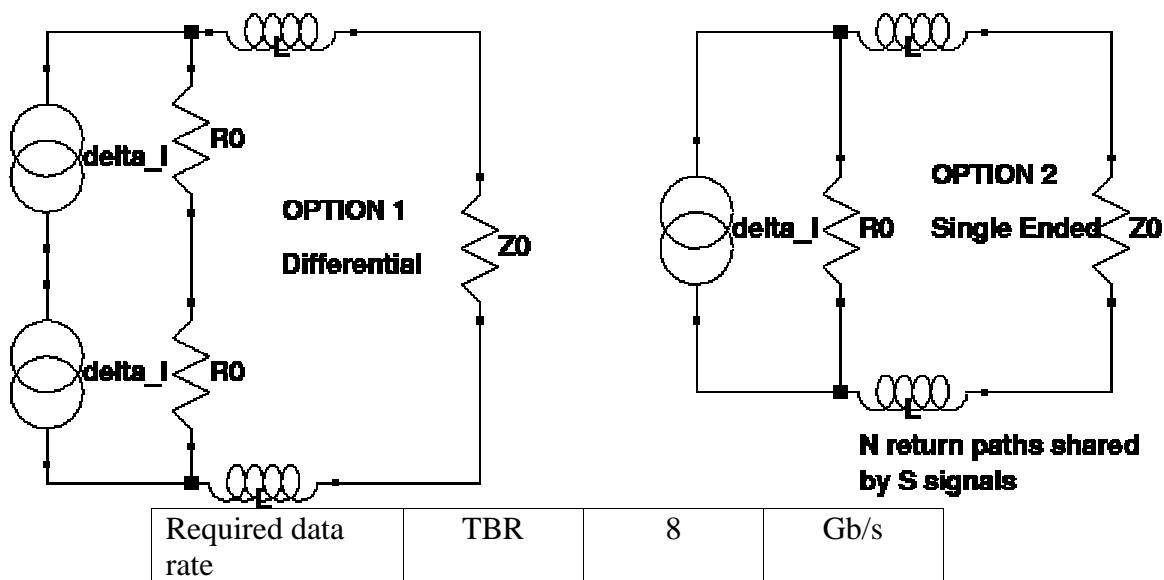 L
R0
delta_I
OPTION 1
Differential
Z0
delta_I
R0
L
L
OPTION 2
delta_I
R0
Single Ended
Z0
L
N return paths shared
by S signals
Required data rate TBR 8 Gb/s